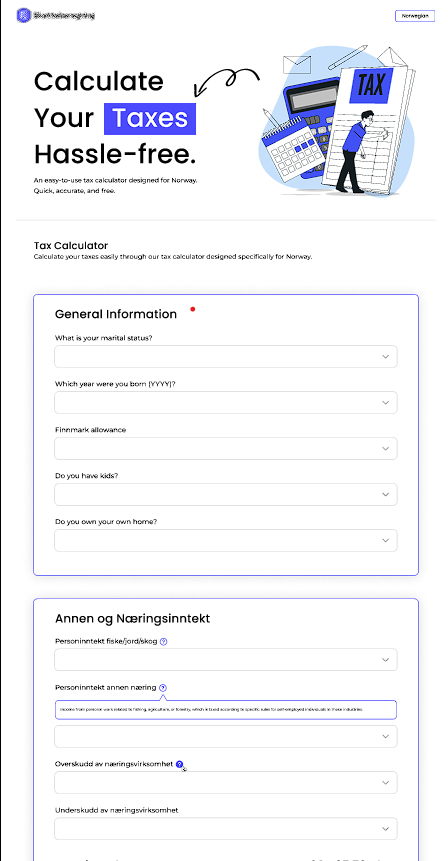 Skatteberegning
Norwegian
Calculate
Your Taxes
Hassle-free.
TAX
An easy-to-use tax calculator designed for Norway.
Quick, accurate, and free.
Tax Calculator
Calculate your taxes easily through our tax calculator designed specifically for Norway.
General Information
What is your marital status?
Which year were you born (YYYY)?
Finnmark allowance
Do you have kids?
Do you own your own home?
Annen og Næringsinntekt
Personinntekt fiske/jord/skog ?
Personinntekt annen næring ?
Income from personal work related to fishing, agriculture, or forestry, which is taxed according to specific rules for self-employed individuals in these industries.
Overskudd av næringsvirksomhet ?
Underskudd av næringsvirksomhet